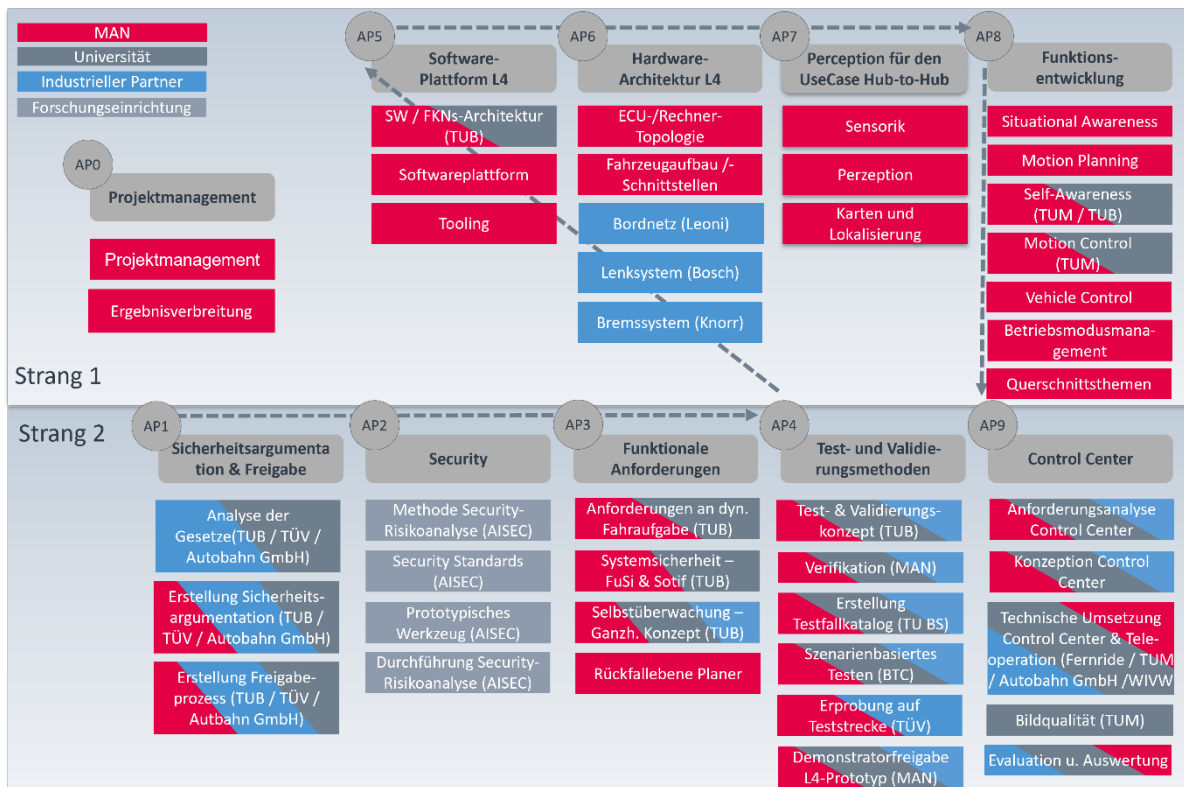 MAN
Universität
Industrieller Partner
Forschungseinrichtung
AP0
Projektmanagement
Projektmanagement
Ergebnisverbreitung
AP5
Software-
Plattform L4
SW / FKNs-Architektur
(TUB)
Softwareplattform
Tooling
AP6
Hardware-
Architektur L4
ECU-/Rechner-
Topologie
Fahrzeugaufbau /-
Schnittstellen
Bordnetz (Leoni)
Lenksystem (Bosch)
Bremssystem (Knorr)
AP7
Perception für den
UseCase Hub-to-Hub
Sensorik
Perzeption
Karten und
Lokalisierung
AP8
Funktions-
entwicklung
Situational Awareness
Motion Planning
Self-Awareness
(TUM / TUB)
Motion Control
(TUM)
Vehicle Control
Betriebsmodusmana-
gement
Querschnittsthemen
Strang 1
Strang 2
AP1
Sicherheitsargumenta
tion & Freigabe
Analyse der
Gesetze(TUB / TÜV /
Autobahn GmbH)
Erstellung Sicherheits-
argumentation (TUB /
TÜV / Autobahn GmbH)
Erstellung Freigabe-
prozess (TUB / TÜV /
Autbahn GmbH)
AP2
Security
Methode Security-
Risikoanalyse (AISEC)
Security Standards
(AISEC)
Prototypisches
Werkzeug (AISEC)
Durchführung Security-
Risikoanalyse (AISEC)
AP3
Funktionale
Anforderungen
Anforderungen an dyn.
Fahraufgabe (TUB)
Systemsicherheit –
FuSi & Sotif (TUB)
Selbstüberwachung –
Ganzh. Konzept (TUB)
Rückfallebene Planer
AP4
Test- und Validie-
rungsmethoden
Test- & Validierungs-
konzept (TUB)
Verifikation (MAN)
Erstellung
Testfallkatalog (TU BS)
Szenarienbasiertes
Testen (BTC)
Erprobung auf
Teststrecke (TÜV)
Demonstratorfreigabe
L4-Prototyp (MAN)
AP9
Control Center
Anforderungsanalyse
Control Center
Konzeption Control
Center
Technische Umsetzung
Control Center & Tele-
operation (Fernride / TUM
/ Autobahn GmbH /WIVW
Bildqualität (TUM)
Evaluation u. Auswertung